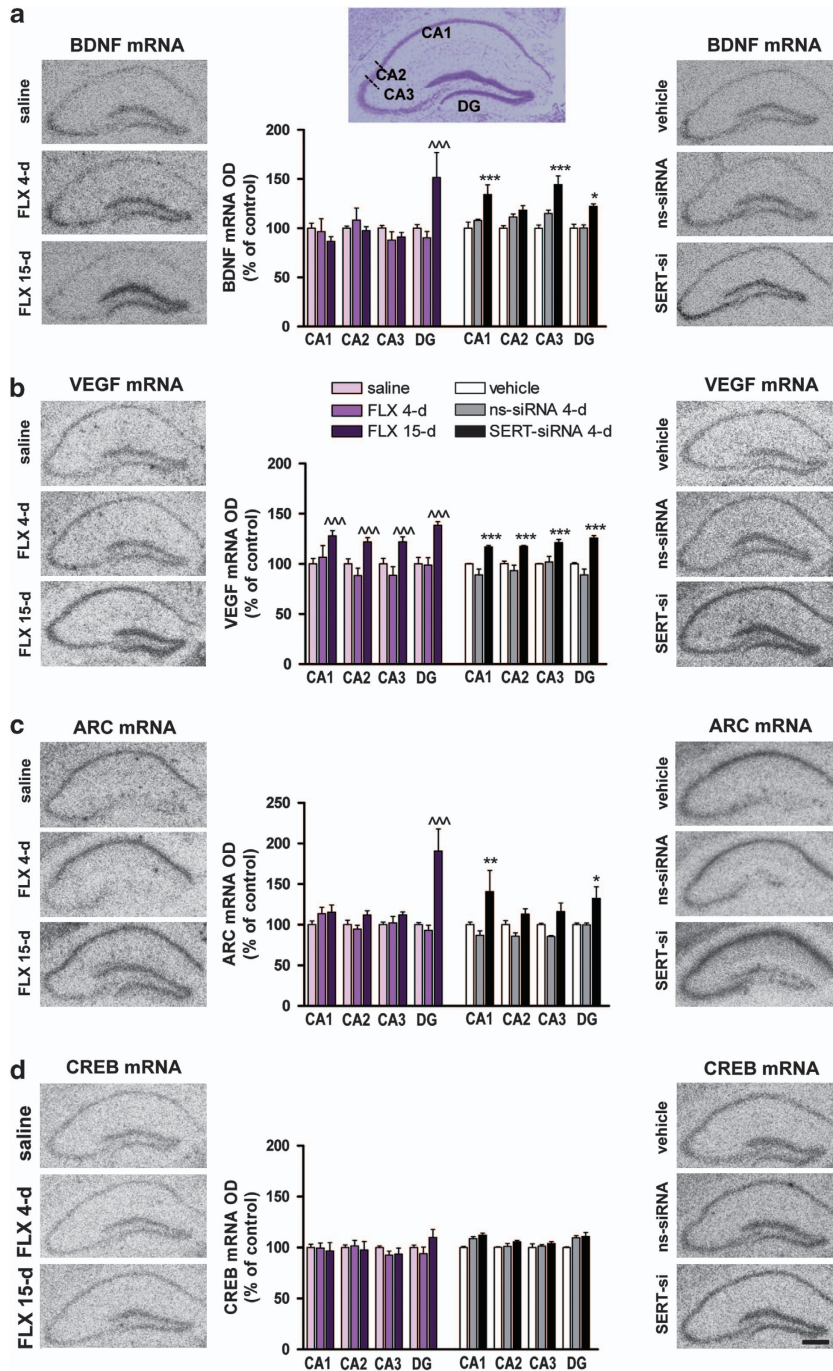 a
BDNF mRNA
saline
FLX 4-d
FLX 15-d
CA1
CA2
CA3
DG
BDNF mRNA OD
(% of control)
200
150
100
50
0
^^^
***
***
*
CA1 CA2 CA3 DG
CA1 CA2 CA3 DG
BDNF mRNA
vehicle
ns-siRNA
SERT-si
b
VEGF mRNA
saline
FLX 4-d
FLX 15-d
saline
FLX 4-d
FLX 15-d
vehicle
ns-siRNA 4-d
SERT-siRNA 4-d
VEGF mRNA OD
(% of control)
200
150
100
50
0
^^^ ^^^ ^^^ ^^^
*** *** *** ***
CA1 CA2 CA3 DG
CA1 CA2 CA3 DG
VEGF mRNA
vehicle
ns-siRNA
SERT-si
c
ARC mRNA
saline
FLX 4-d
FLX 15-d
ARC mRNA OD
(% of control)
250
200
150
100
50
0
^^^
**
*
CA1 CA2 CA3 DG
CA1 CA2 CA3 DG
ARC mRNA
vehicle
ns-siRNA
SERT-si
d
CREB mRNA
saline
FLX 4-d
FLX 15-d
CREB mRNA OD
(% of control)
200
150
100
50
0
CA1 CA2 CA3 DG
CA1 CA2 CA3 DG
CREB mRNA
vehicle
ns-siRNA
SERT-si